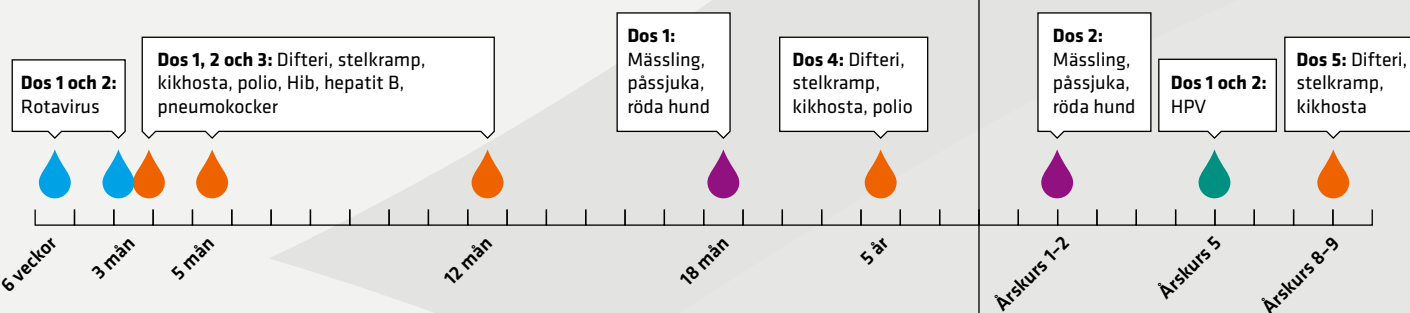 Dos 1 och 2:
Rotavirus
Dos 1, 2 och 3: Difteri, stelkramp,
kikhosta, polio, Hib, hepatit B,
pneumokocker
Dos 1:
Mässling,
påssjuka,
röda hund
Dos 4: Difteri,
stelkramp,
kikhosta, polio
Dos 2:
Mässling,
påssjuka,
röda hund
Dos 1 och 2:
HPV
Dos 5: Difteri,
stelkramp,
kikhosta
6 veckor
3 mån
5 mån
12 mån
18 mån
5 år
Årskurs 1–2
Årskurs 5
Årskurs 8–9